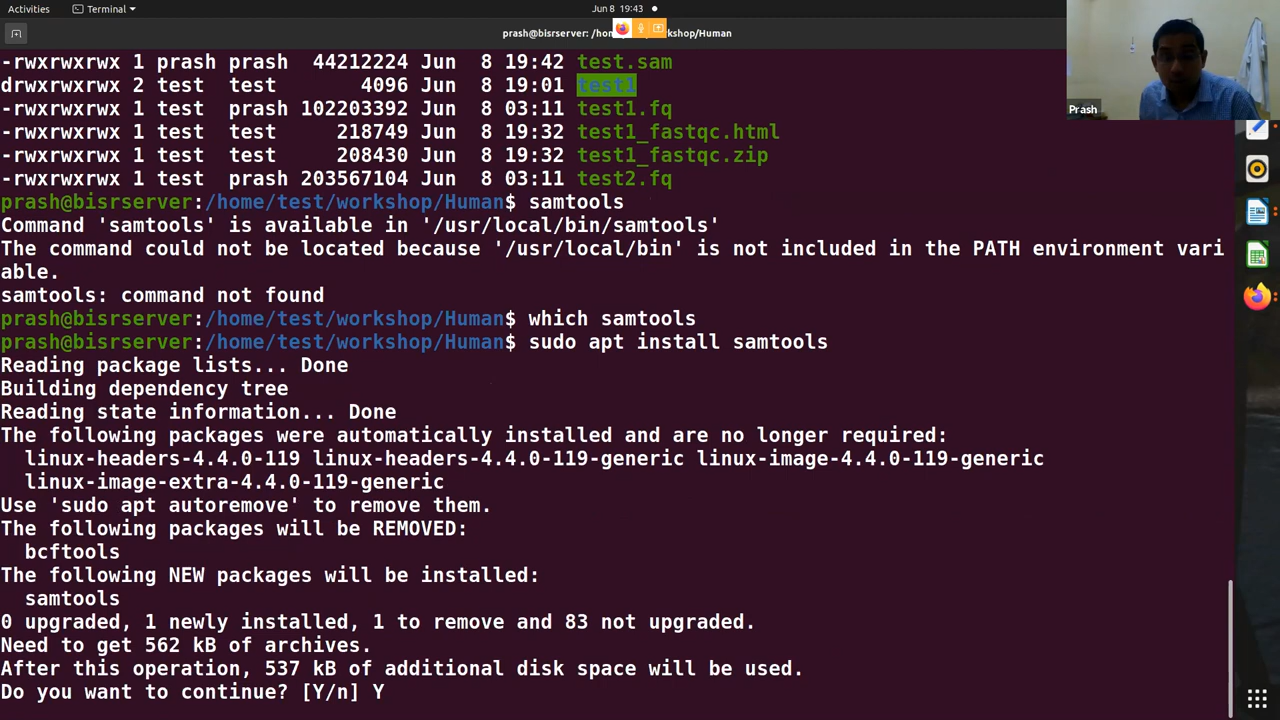 Activities
Terminal
Jun 8 19:43
prash@bisrserver: /hom kshop/Human
-rwxrwxrwx 1 prash prash 44212224 Jun 8 19:42 test.sam
drwxrwxrwx 2 test test 4096 Jun 8 19:01 test1
-rwxrwxrwx 1 test prash 102203392 Jun 8 03:11 test1.fq
-rwxrwxrwx 1 test test 218749 Jun 8 19:32 test1_fastqc.html
-rwxrwxrwx 1 test test 208430 Jun 8 19:32 test1_fastqc.zip
-rwxrwxrwx 1 test prash 203567104 Jun 8 03:11 test2.fq
prash@bisrserver:/home/test/workshop/Human$ samtools
Command 'samtools' is available in '/usr/local/bin/samtools'
The command could not be located because '/usr/local/bin' is not included in the PATH environment vari
able.
samtools: command not found
prash@bisrserver:/home/test/workshop/Human$ which samtools
prash@bisrserver:/home/test/workshop/Human$ sudo apt install samtools
Reading package lists... Done
Building dependency tree
Reading state information... Done
The following packages were automatically installed and are no longer required:
linux-headers-4.4.0-119 linux-headers-4.4.0-119-generic linux-image-4.4.0-119-generic
linux-image-extra-4.4.0-119-generic
Use 'sudo apt autoremove' to remove them.
The following packages will be REMOVED:
bcftools
The following NEW packages will be installed:
samtools
0 upgraded, 1 newly installed, 1 to remove and 83 not upgraded.
Need to get 562 kB of archives.
After this operation, 537 kB of additional disk space will be used.
Do you want to continue? [Y/n] Y
Prash